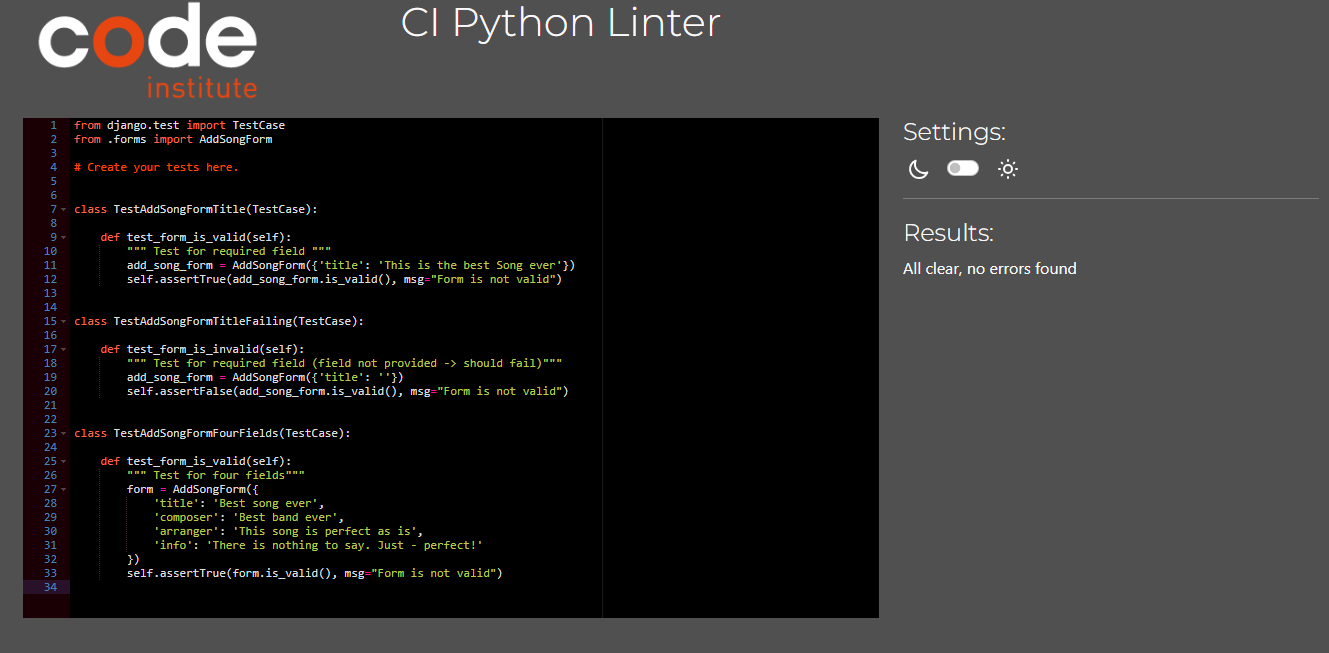 code
institute
CI Python Linter
1 from django.test import TestCase
2 from .forms import AddSongForm
3
4 # Create your tests here.
5
6
7 class TestAddSongFormTitle(TestCase):
8
9     def test_form_is_valid(self):
10         """ Test for required field """
11         add_song_form = AddSongForm({'title': 'This is the best Song ever'})
12         self.assertTrue(add_song_form.is_valid(), msg="Form is not valid")
13
14
15 class TestAddSongFormTitleFailing(TestCase):
16
17     def test_form_is_invalid(self):
18         """ Test for required field (field not provided -> should fail)"""
19         add_song_form = AddSongForm({'title': ''})
20         self.assertFalse(add_song_form.is_valid(), msg="Form is not valid")
21
22
23 class TestAddSongFormFourFields(TestCase):
24
25     def test_form_is_valid(self):
26         """ Test for four fields"""
27         form = AddSongForm({
28             'title': 'Best song ever',
29             'composer': 'Best band ever',
30             'arranger': 'This song is perfect as is',
31             'info': 'There is nothing to say. Just - perfect!'
32         })
33         self.assertTrue(form.is_valid(), msg="Form is not valid")
34
Settings:
Results:
All clear, no errors found